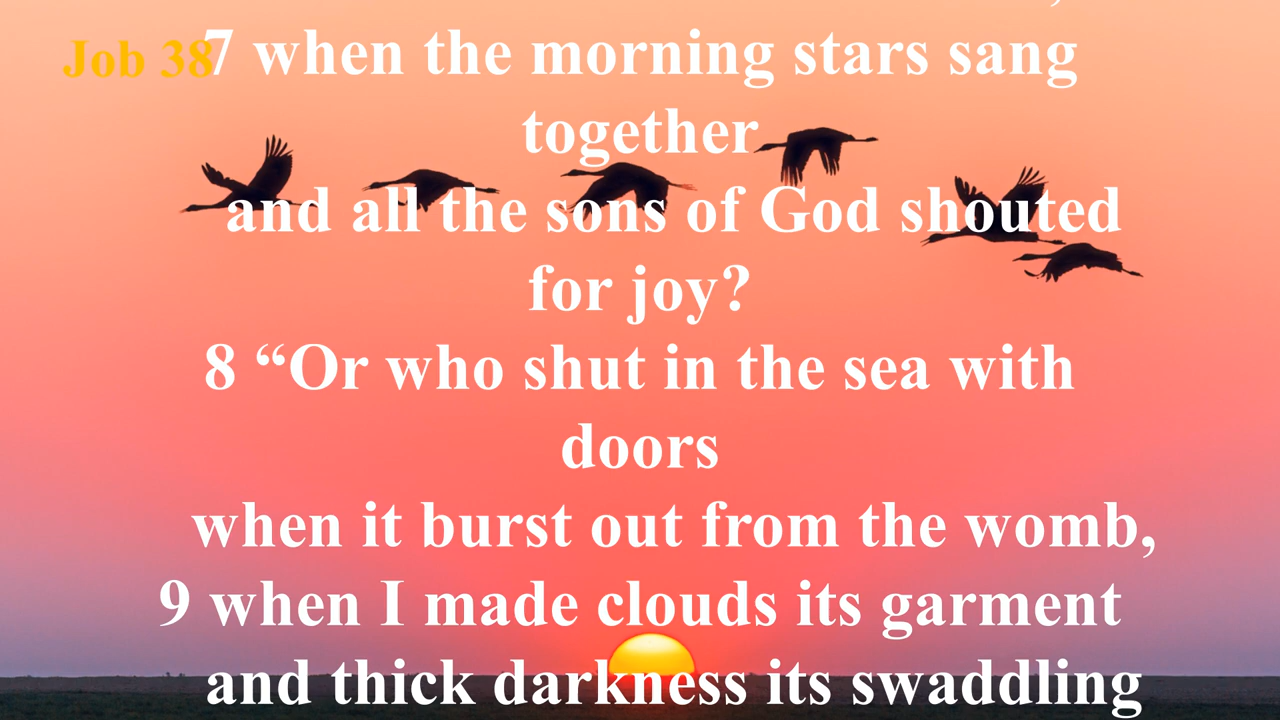 Job 38
7 when the morning stars sang
together
and all the sons of God shouted
for joy?
8 “Or who shut in the sea with
doors
when it burst out from the womb,
9 when I made clouds its garment
and thick darkness its swaddling